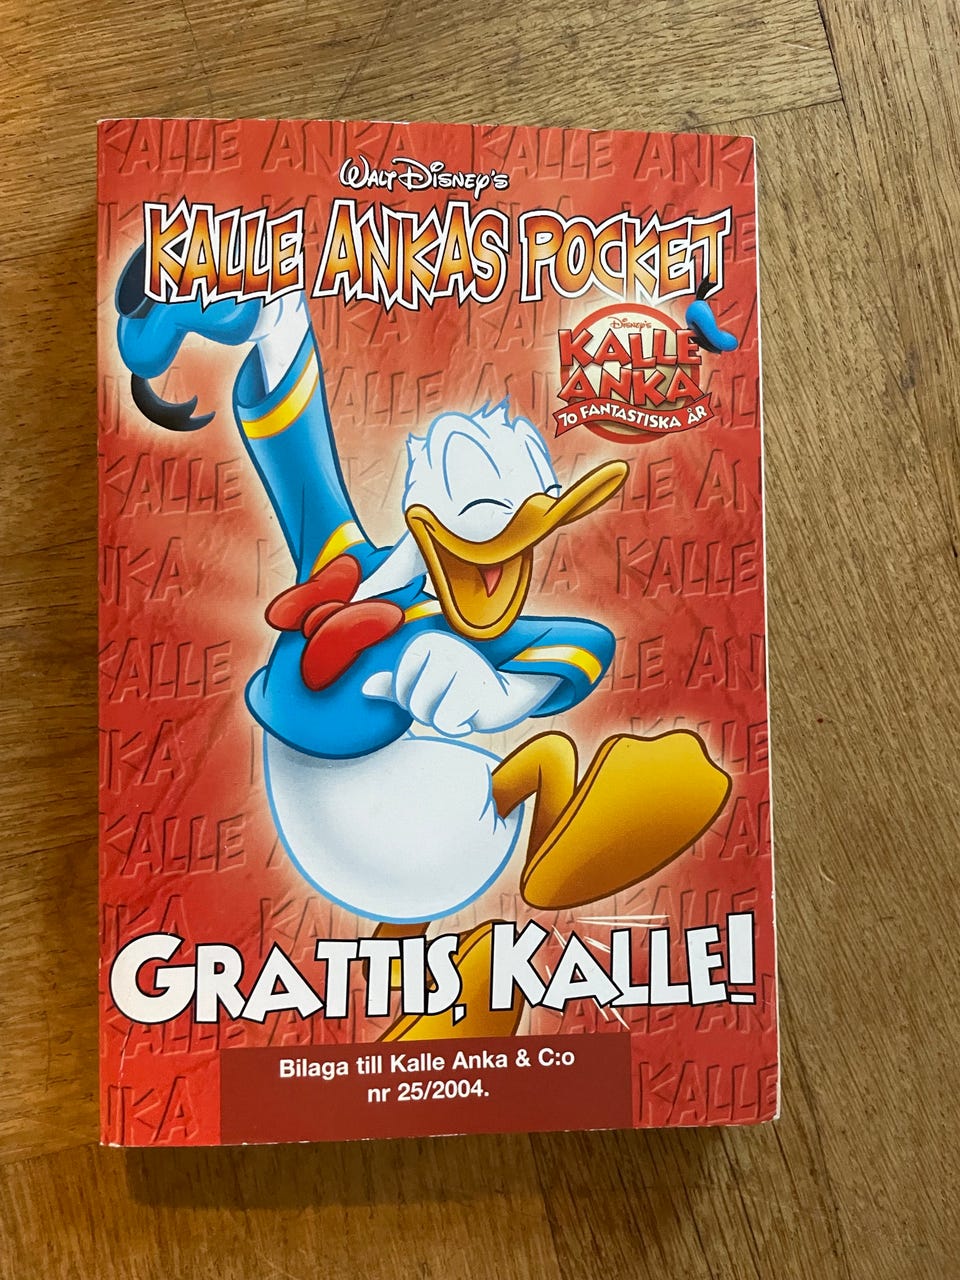 Walt Disney's
KALLE ANKAS POCKET
Disney's
KALLE
ANKA
70 FANTASTISKA ÅR
GRATTIS, KALLE!
Bilaga till Kalle Anka & C:o
nr 25/2004.